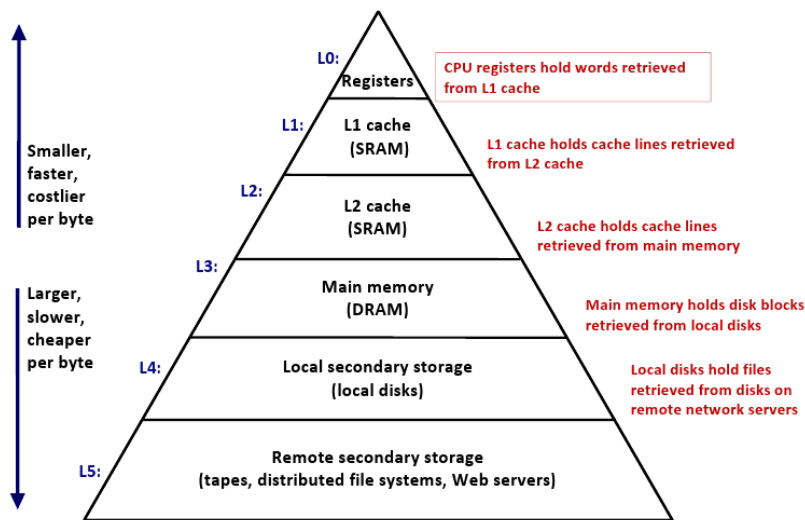 L0:
Registers
CPU registers hold words retrieved
from L1 cache
L1:
L1 cache
(SRAM)
L1 cache holds cache lines retrieved
from L2 cache
Smaller,
faster,
costlier
per byte
L2:
L2 cache
(SRAM)
L2 cache holds cache lines
retrieved from main memory
L3:
Main memory
(DRAM)
Main memory holds disk blocks
retrieved from local disks
Larger,
slower,
cheaper
per byte
L4:
Local secondary storage
(local disks)
Local disks hold files
retrieved from disks on
remote network servers
L5:
Remote secondary storage
(tapes, distributed file systems, Web servers)